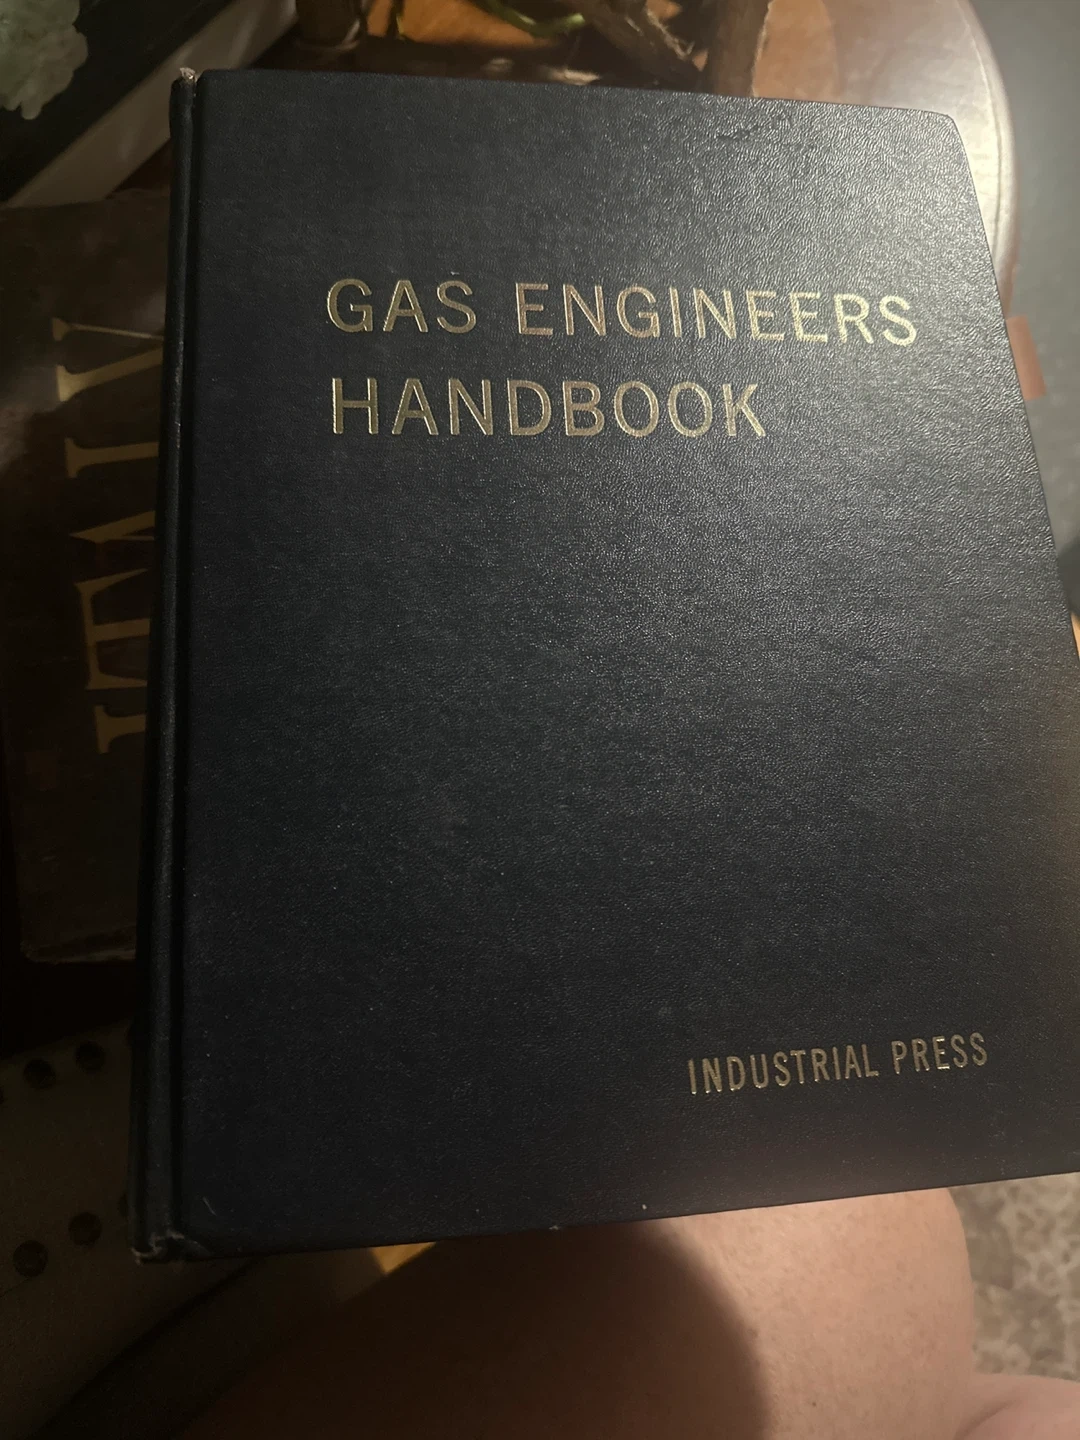 GAS ENGINEERS
HANDBOOK
INDUSTRIAL PRESS